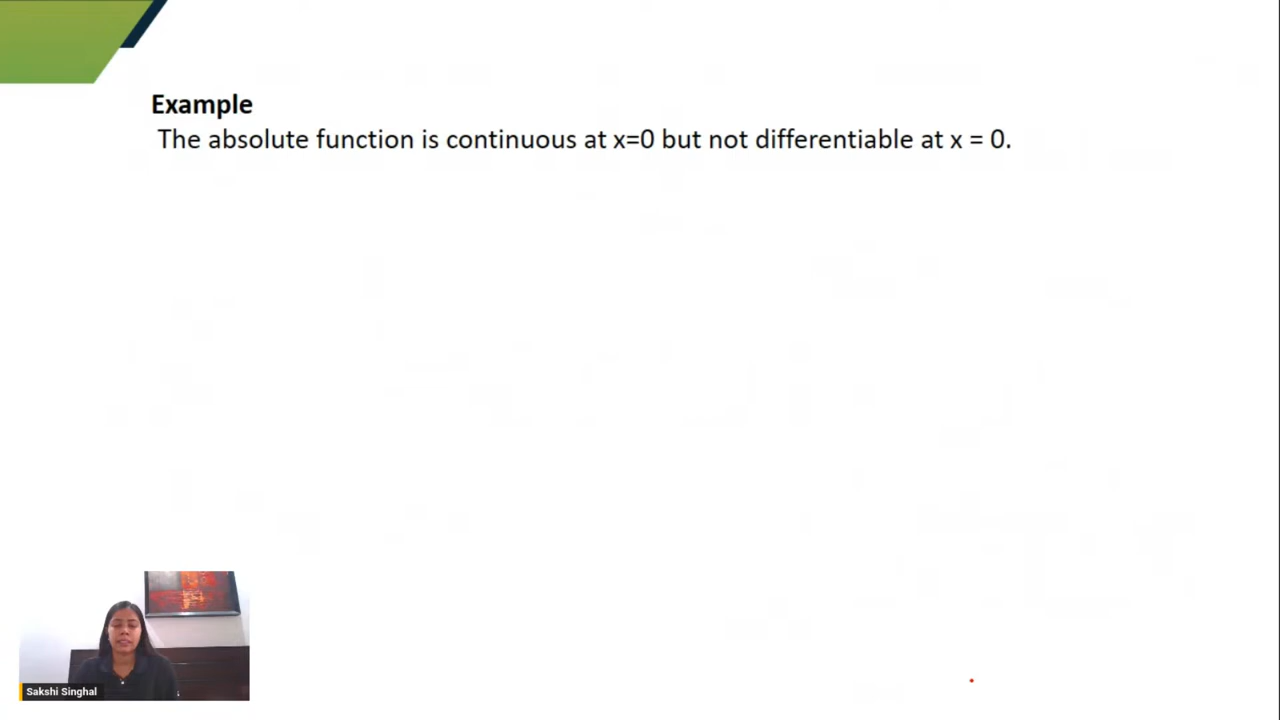 Example
The absolute function is continuous at x=0 but not differentiable at x = 0.
Sakshi Singhal